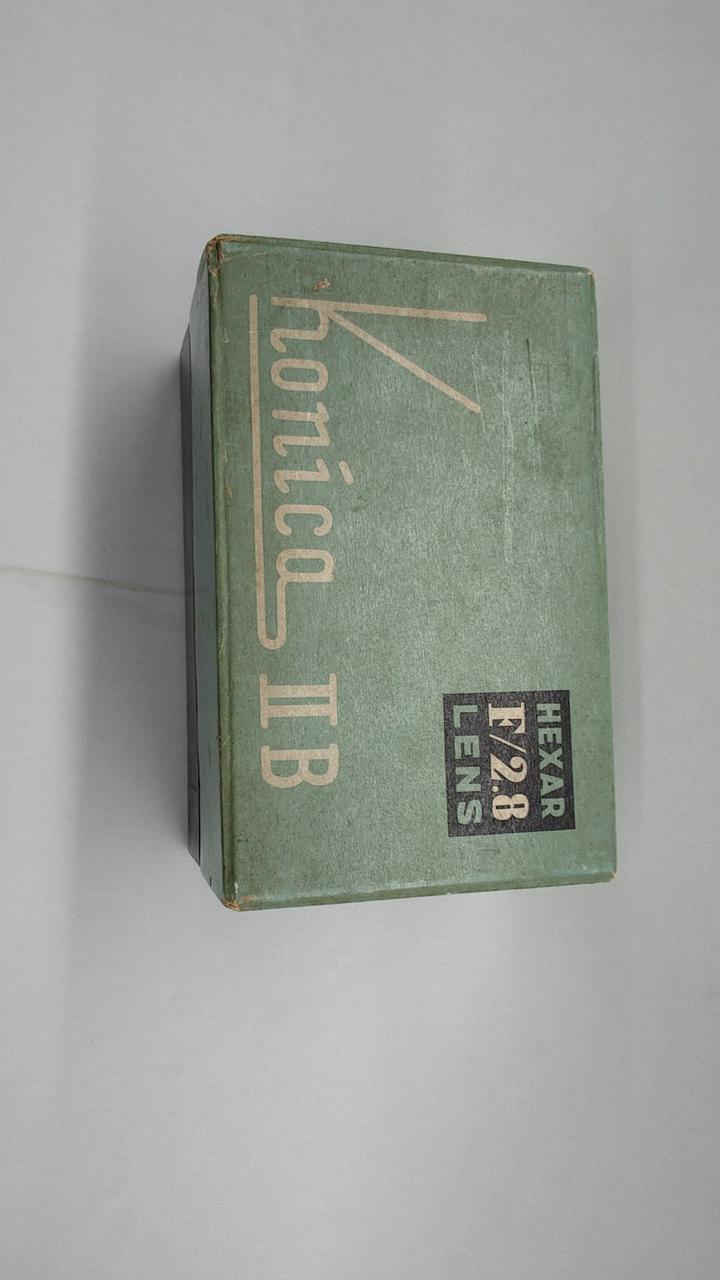 HEXAR
F/2.8
LENS
Konica II B